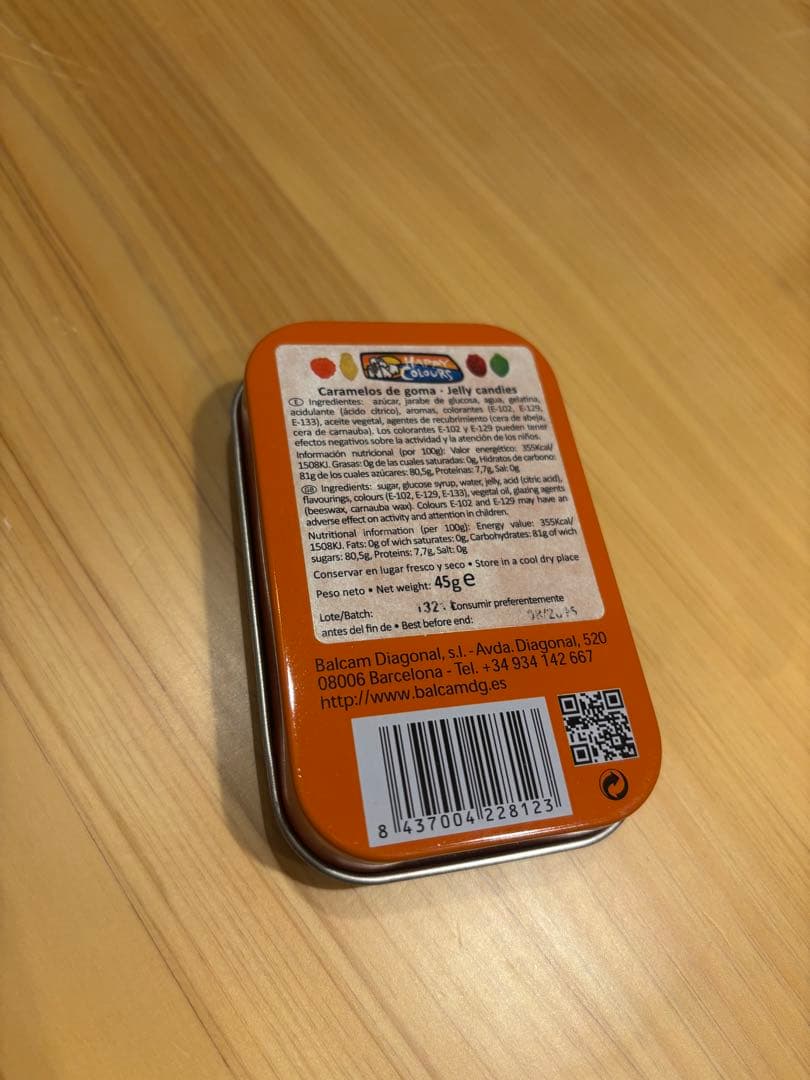 HAPPY
COLOURS
Caramelos de goma · Jelly candies
E Ingredientes: azúcar, jarabe de glucosa, agua, gelatina,
acidulante (ácido cítrico), aromas, colorantes (E-102, E-129,
E-133), aceite vegetal, agentes de recubrimiento (cera de abeja,
cera de carnauba). Los colorantes E-102 y E-129 pueden tener
efectos negativos sobre la actividad y la atención de los niños.
Información nutricional (por 100g): Valor energético: 355Kcal/
1508KJ. Grasas: 0g de las cuales saturadas: 0g, Hidratos de carbono:
81g de los cuales azúcares: 80,5g, Proteínas: 7,7g, Sal: 0g
GB Ingredients: sugar, glucose syrup, water, jelly, acid (citric acid),
flavourings, colours (E-102, E-129, E-133), vegetal oil, glazing agents
(beeswax, carnauba wax). Colours E-102 and E-129 may have an
adverse effect on activity and attention in children.
Nutritional information (per 100g): Energy value: 355Kcal/
1508KJ. Fats: 0g of wich saturates: 0g, Carbohydrates: 81g of wich
sugars: 80,5g, Proteins: 7,7g, Salt: 0g
Conservar en lugar fresco y seco • Store in a cool dry place
Peso neto • Net weight: 45g e
Lote/Batch: Consumir preferentemente
antes del fin de • Best before end:
Balcam Diagonal, s.l. - Avda. Diagonal, 520
08006 Barcelona - Tel. +34 934 142 667
http://www.balcamdg.es
8 437004 228123